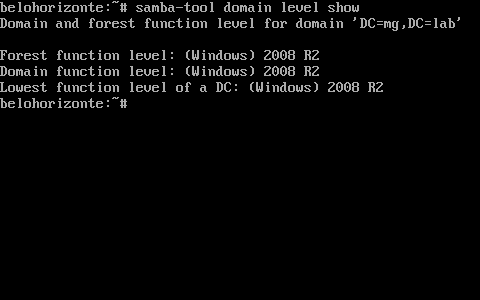 belohorizonte:~# samba-tool domain level show
Domain and forest function level for domain 'DC=mg,DC=lab'
Forest function level: (Windows) 2008 R2
Domain function level: (Windows) 2008 R2
Lowest function level of a DC: (Windows) 2008 R2
belohorizonte:~#